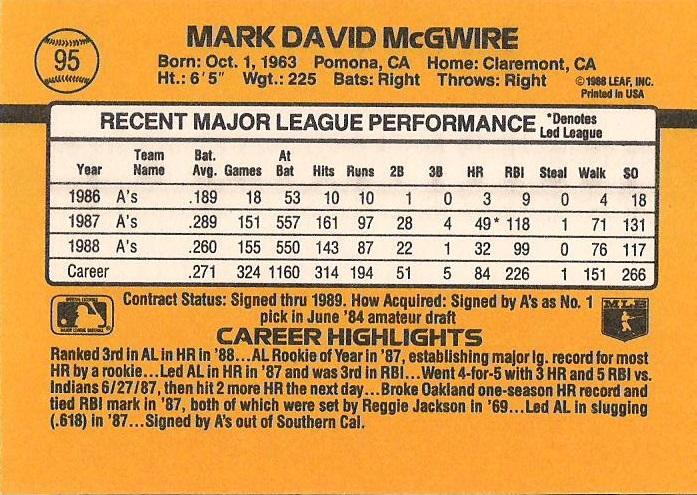 95
MARK DAVID McGWIRE
Born: Oct. 1, 1963 Pomona, CA Home: Claremont, CA
Ht.: 6'5" Wgt.: 225 Bats: Right Throws: Right
©1988 LEAF, INC.
Printed in USA
RECENT MAJOR LEAGUE PERFORMANCE *Denotes Led League
Year Team Name Bat. Avg. Games At Bat Hits Runs 2B 3B HR RBI Steal Walk SO
1986 A's .189 18 53 10 10 1 0 3 9 0 4 18
1987 A's .289 151 557 161 97 28 4 49* 118 1 71 131
1988 A's .260 155 550 143 87 22 1 32 99 0 76 117
Career .271 324 1160 314 194 51 5 84 226 1 151 266
Contract Status: Signed thru 1989. How Acquired: Signed by A's as No. 1
pick in June '84 amateur draft
MLB
CAREER HIGHLIGHTS
Ranked 3rd in AL in HR in '88...AL Rookie of Year in '87, establishing major lg. record for most
HR by a rookie...Led AL in HR in '87 and was 3rd in RBI...Went 4-for-5 with 3 HR and 5 RBI vs.
Indians 6/27/87, then hit 2 more HR the next day...Broke Oakland one-season HR record and
tied RBI mark in '87, both of which were set by Reggie Jackson in '69...Led AL in slugging
(.618) in '87...Signed by A's out of Southern Cal.